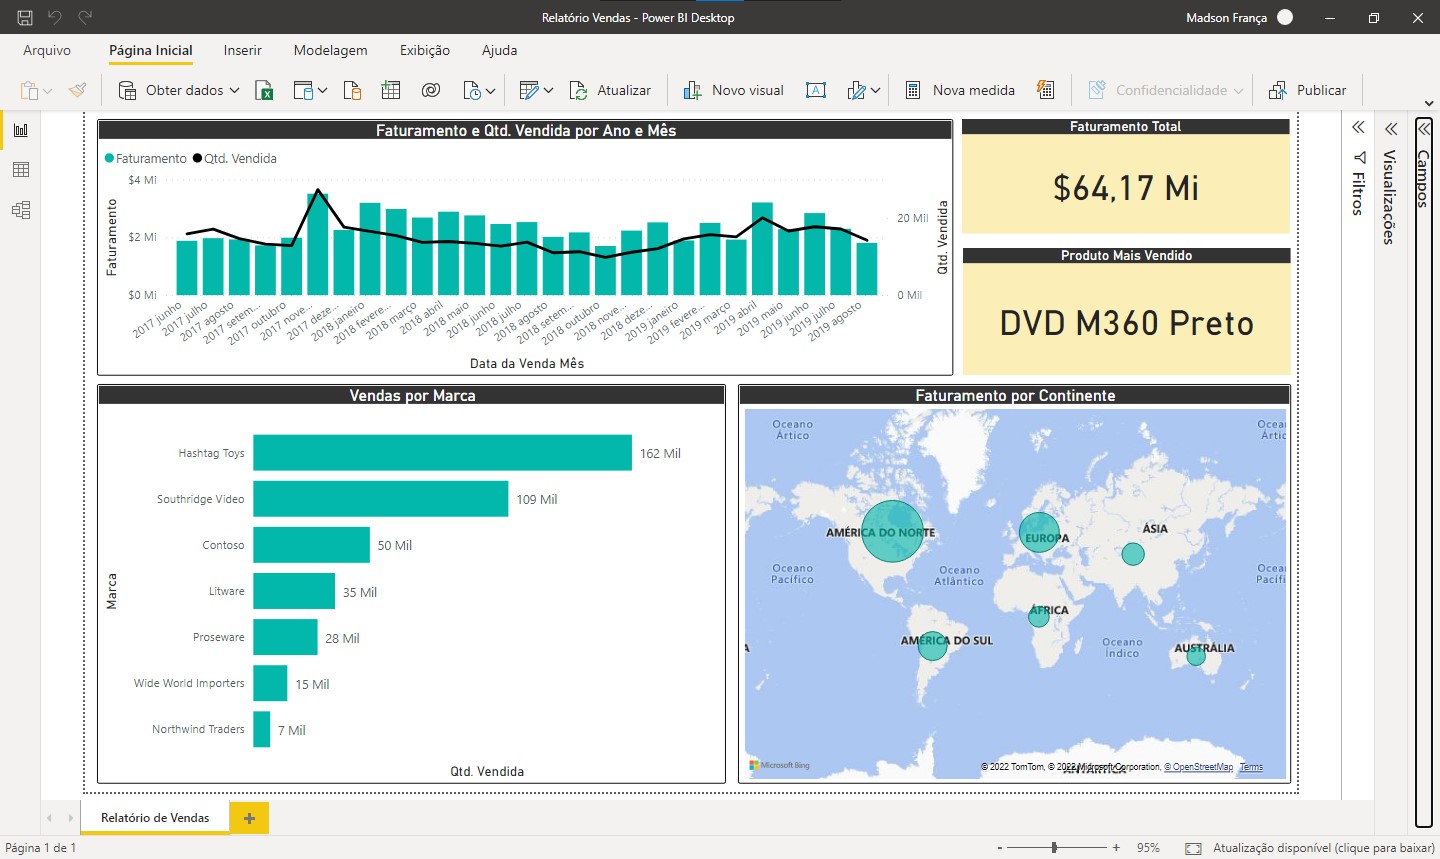 Relatório Vendas - Power BI Desktop
Madson França
Arquivo
Página Inicial
Inserir
Modelagem
Exibição
Ajuda
Obter dados
Atualizar
Novo visual
Nova medida
Confidencialidade
Publicar
Faturamento e Qtd. Vendida por Ano e Mês
Faturamento
Qtd. Vendida
$4 Mi
$2 Mi
$0 Mi
Faturamento
20 Mil
0 Mil
Qtd. Vendida
2017 junho
2017 julho
2017 agosto
2017 setem...
2017 outubro
2017 nove...
2017 deze...
2018 janeiro
2018 fevere...
2018 março
2018 abril
2018 maio
2018 junho
2018 julho
2018 agosto
2018 setem...
2018 outubro
2018 nove...
2018 deze...
2019 janeiro
2019 fevere...
2019 março
2019 abril
2019 maio
2019 junho
2019 julho
2019 agosto
Data da Venda Mês
Faturamento Total
$64,17 Mi
Produto Mais Vendido
DVD M360 Preto
Filtros
Visualizações
Campos
Vendas por Marca
Marca
Hashtag Toys
162 Mil
Southridge Video
109 Mil
Contoso
50 Mil
Litware
35 Mil
Proseware
28 Mil
Wide World Importers
15 Mil
Northwind Traders
7 Mil
Qtd. Vendida
Faturamento por Continente
Oceano
Ártico
Ocea
Ártic
AMÉRICA DO NORTE
EUROPA
ÁSIA
Oceano
Pacífico
Oceano
Atlântico
Ocea
Pacífi
ÁFRICA
AMÉRICA DO SUL
Oceano
Índico
AUSTRÁLIA
A
ANTÁRTICA
Microsoft Bing
© 2022 TomTom, © 2022 Microsoft Corporation, © OpenStreetMap Terms
Relatório de Vendas
Página 1 de 1
95%
Atualização disponível (clique para baixar)